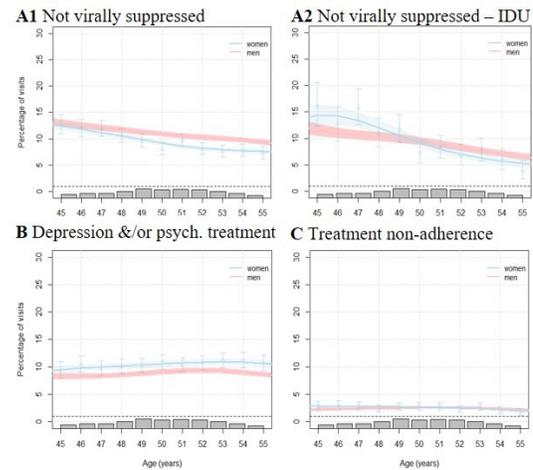 A1 Not virally suppressed
A2 Not virally suppressed – IDU
women
men
women
men
Percentage of visits
30
25
20
15
10
5
0
30
25
20
15
10
5
0
45 46 47 48 49 50 51 52 53 54 55
45 46 47 48 49 50 51 52 53 54 55
B Depression &/or psych. treatment
C Treatment non-adherence
women
men
women
men
Percentage of visits
30
25
20
15
10
5
0
30
25
20
15
10
5
0
45 46 47 48 49 50 51 52 53 54 55
45 46 47 48 49 50 51 52 53 54 55
Age (years)
Age (years)